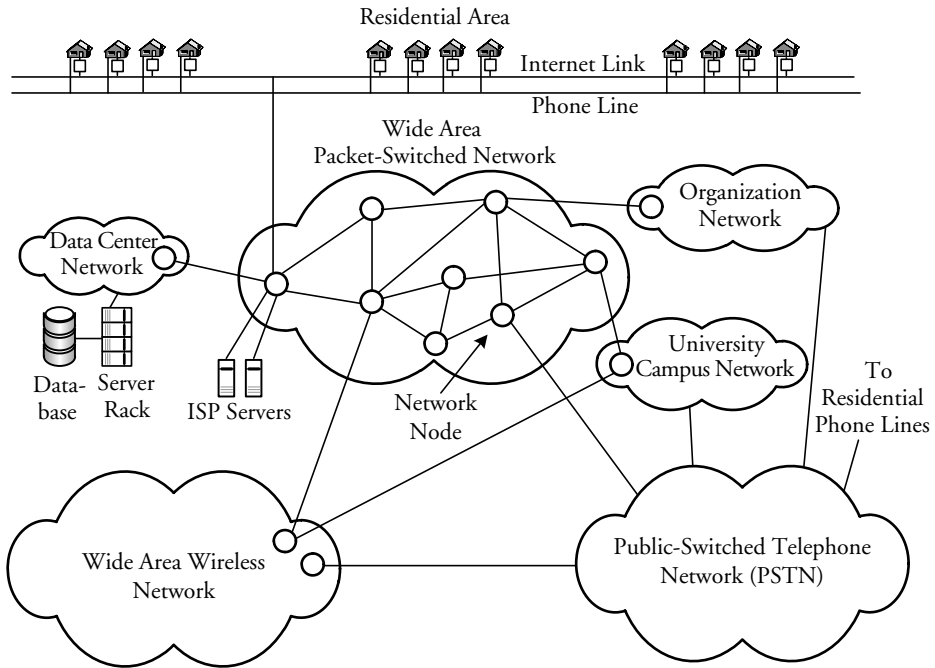 Residential Area
Internet Link
Phone Line
Wide Area
Packet-Switched Network
Organization
Network
Data Center
Network
University
Campus Network
Data-
base
Server
Rack
ISP Servers
Network
Node
To
Residential
Phone Lines
Wide Area Wireless
Network
Public-Switched Telephone
Network (PSTN)